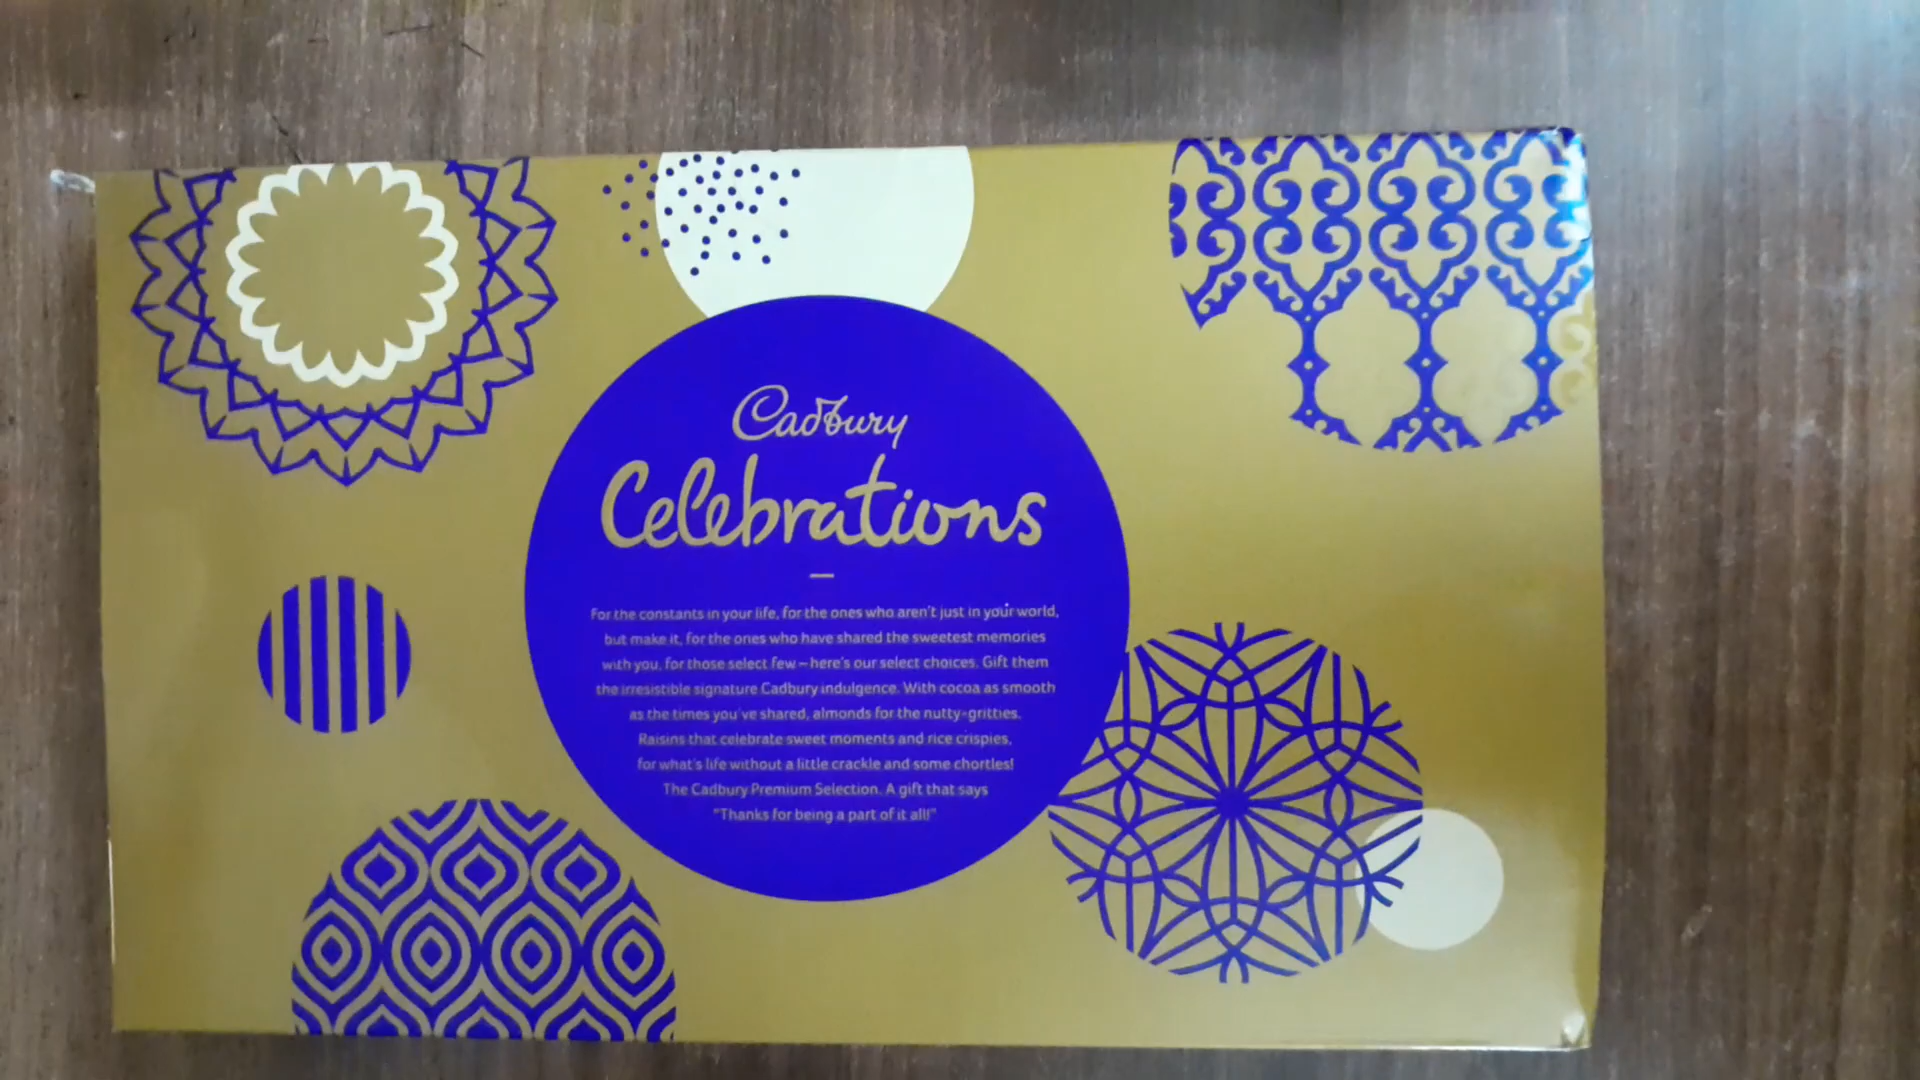 Cadbury
Celebrations
For the constants in your life, for the ones who aren't just in your world,
but make it, for the ones who have shared the sweetest memories
with you, for those select few – here's our select choices. Gift them
the irresistible signature Cadbury indulgence. With cocoa as smooth
as the times you've shared, almonds for the nutty-gritties.
Raisins that celebrate sweet moments and rice crispies,
for what's life without a little crackle and some chortles!
The Cadbury Premium Selection. A gift that says
"Thanks for being a part of it all!"